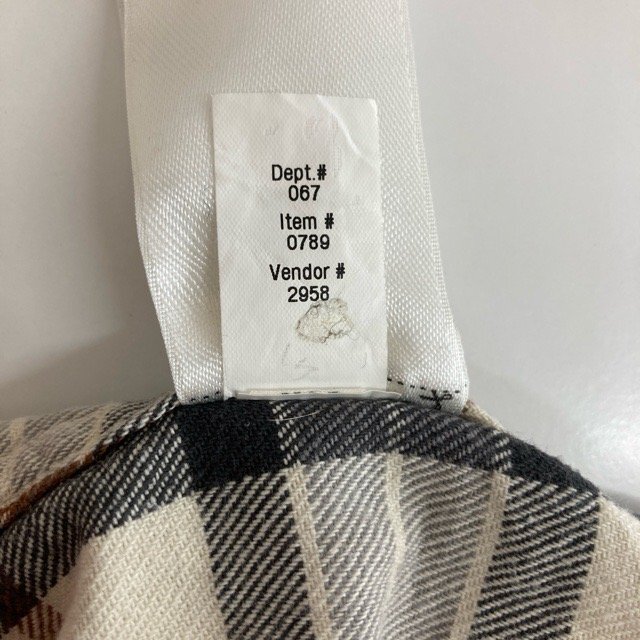 Dept.#
067
Item #
0789
Vendor #
2958